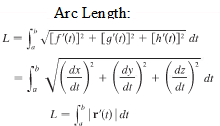 Arc Length:
L = ∫_a^b √([f'(t)]² + [g'(t)]² + [h'(t)]²) dt
= ∫_a^b √((dx/dt)² + (dy/dt)² + (dz/dt)²) dt
L = ∫_a^b |r'(t)| dt